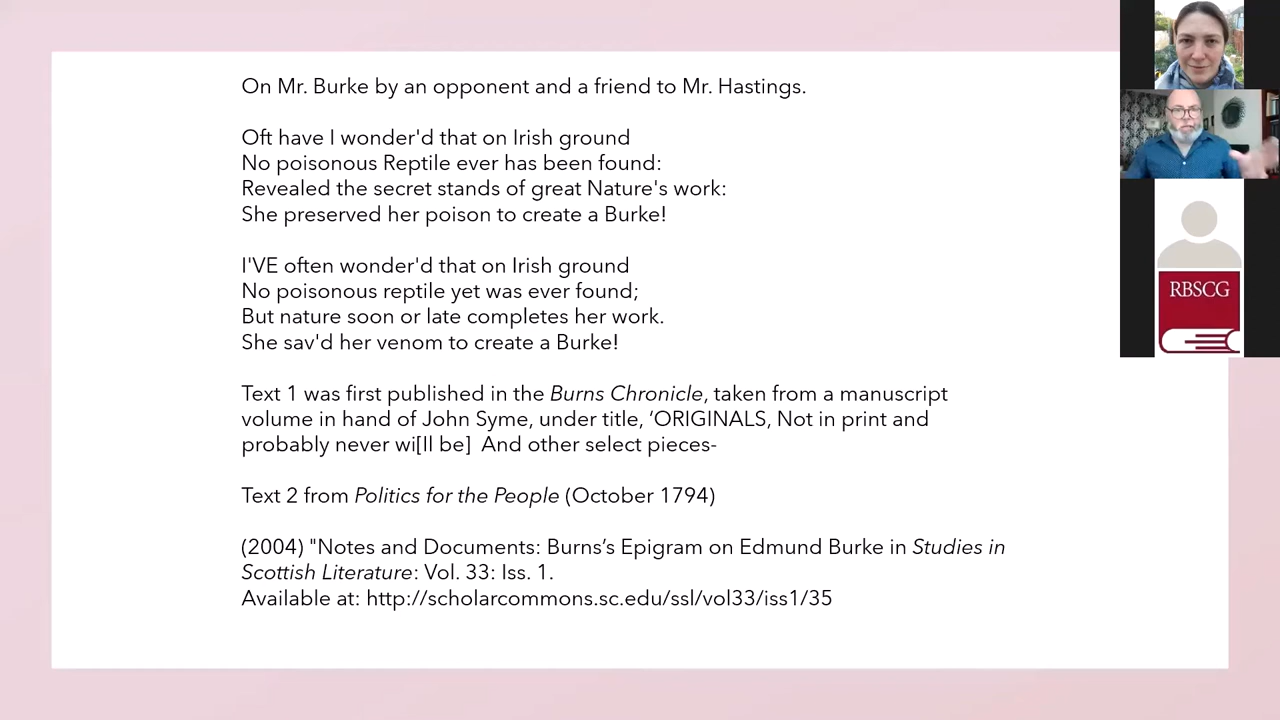 On Mr. Burke by an opponent and a friend to Mr. Hastings.
Oft have I wonder'd that on Irish ground
No poisonous Reptile ever has been found:
Revealed the secret stands of great Nature's work:
She preserved her poison to create a Burke!
I'VE often wonder'd that on Irish ground
No poisonous reptile yet was ever found;
But nature soon or late completes her work.
She sav'd her venom to create a Burke!
Text 1 was first published in the Burns Chronicle, taken from a manuscript
volume in hand of John Syme, under title, ‘ORIGINALS, Not in print and
probably never wi[ll be]  And other select pieces-
Text 2 from Politics for the People (October 1794)
(2004) "Notes and Documents: Burns’s Epigram on Edmund Burke in Studies in
Scottish Literature: Vol. 33: Iss. 1.
Available at: http://scholarcommons.sc.edu/ssl/vol33/iss1/35
RBSCG